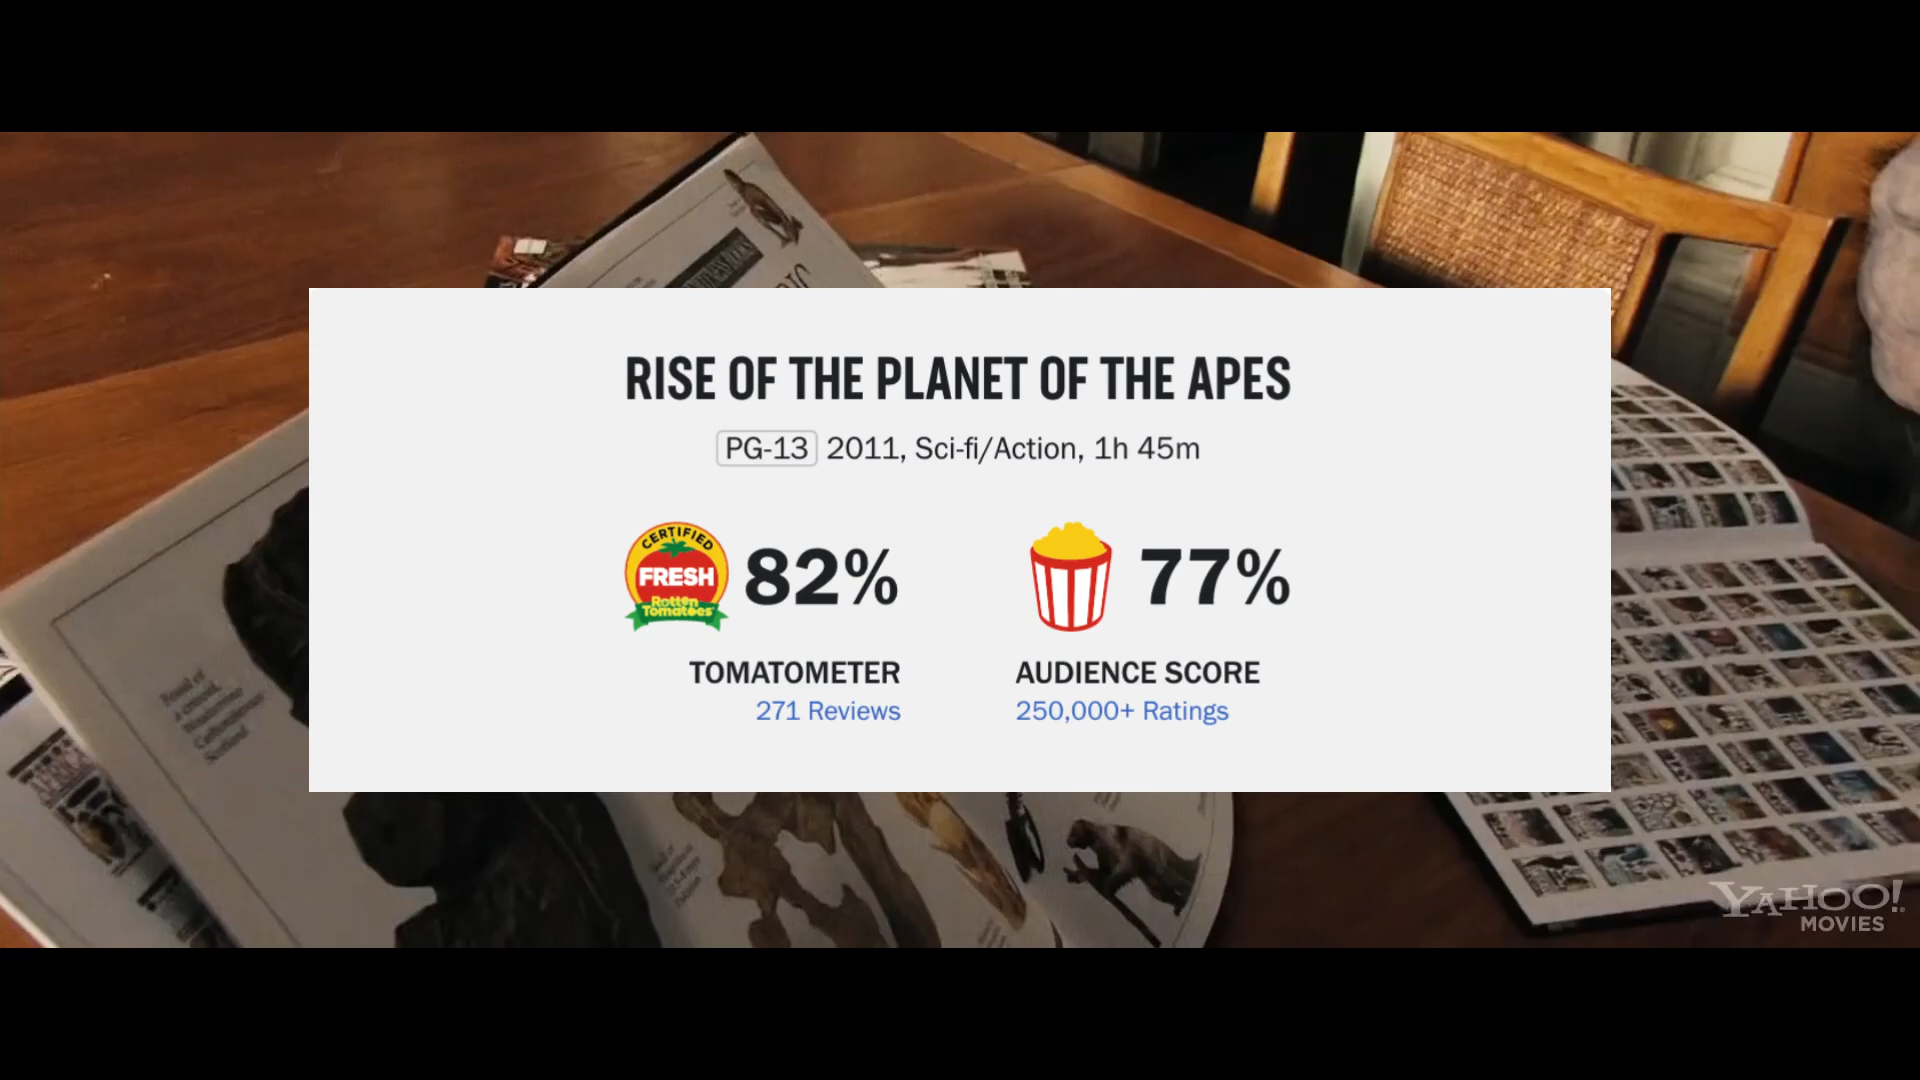 RISE OF THE PLANET OF THE APES
PG-13 2011, Sci-fi/Action, 1h 45m
CERTIFIED
FRESH
Rotten
Tomatoes
82%
77%
TOMATOMETER
AUDIENCE SCORE
271 Reviews
250,000+ Ratings
YAHOO!
MOVIES